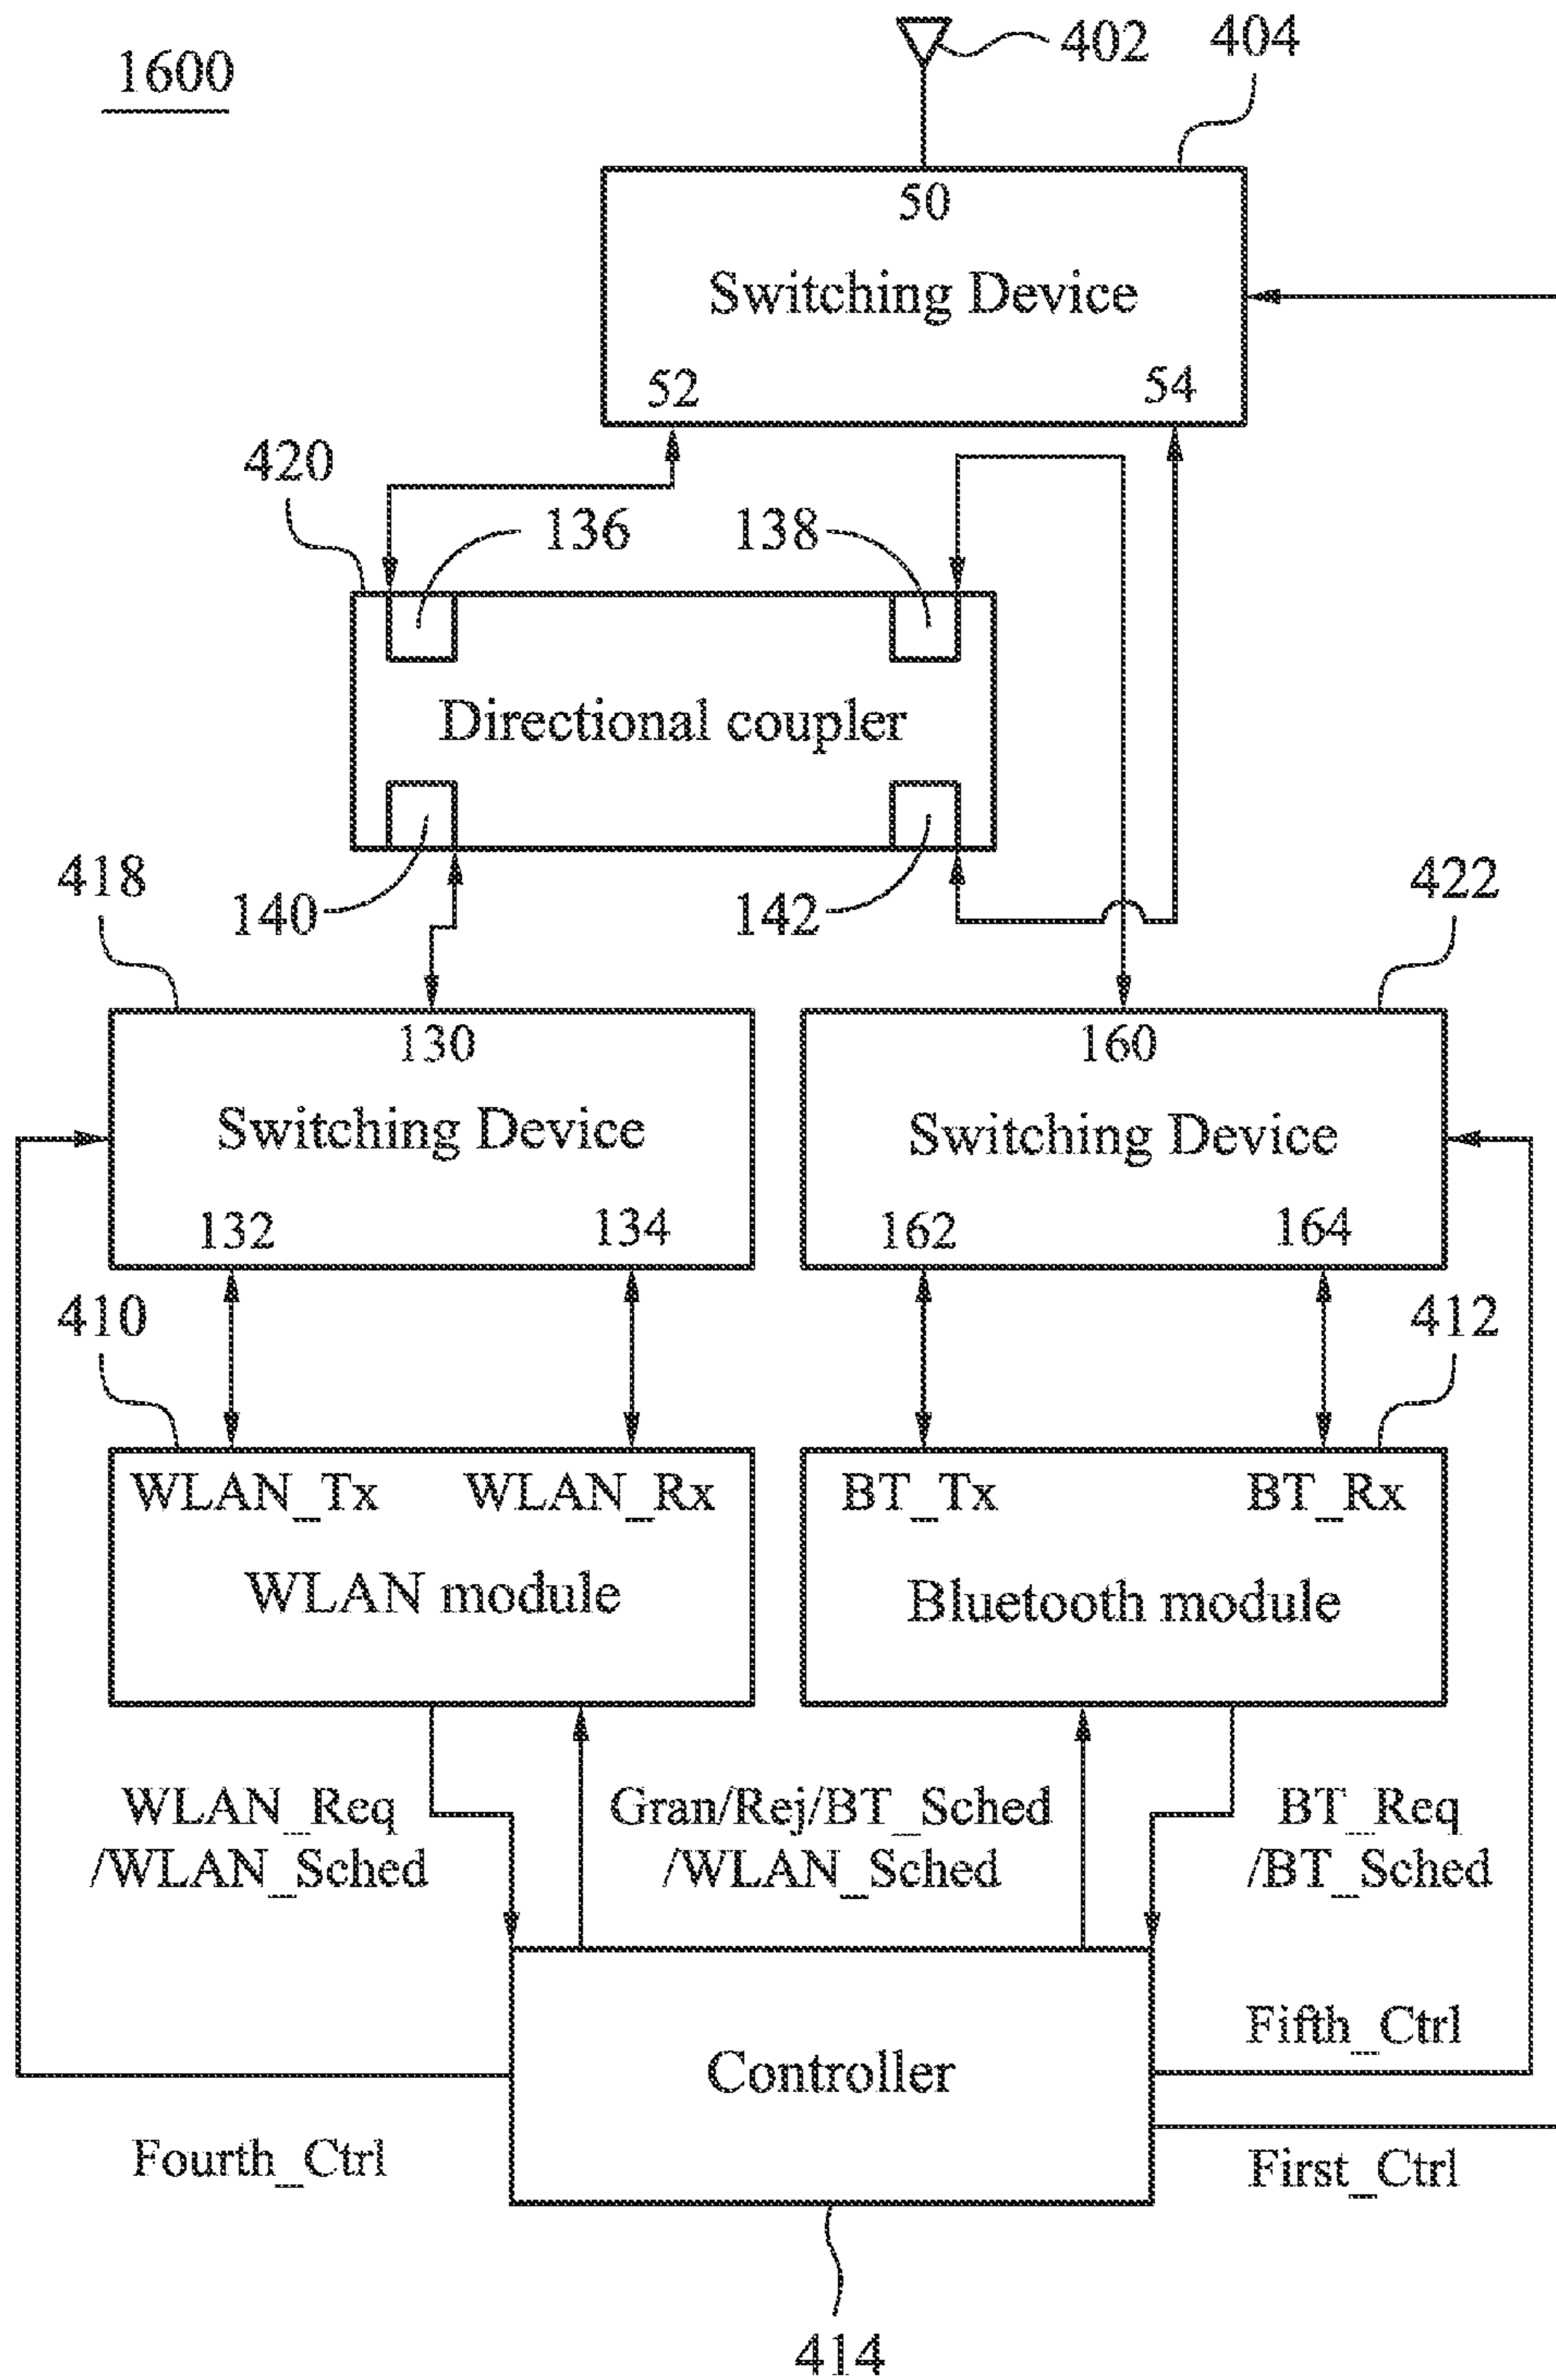 1600
402
404
50
Switching Device
52
54
420
136
138
Directional coupler
140
142
418
422
130
Switching Device
132
134
160
Switching Device
162
164
410
412
WLAN_Tx
WLAN_Rx
WLAN module
BT_Tx
BT_Rx
Bluetooth module
WLAN_Req
/WLAN_Sched
Gran/Rej/BT_Sched
/WLAN_Sched
BT_Req
/BT_Sched
Controller
Fifth_Ctrl
Fourth_Ctrl
First_Ctrl
414